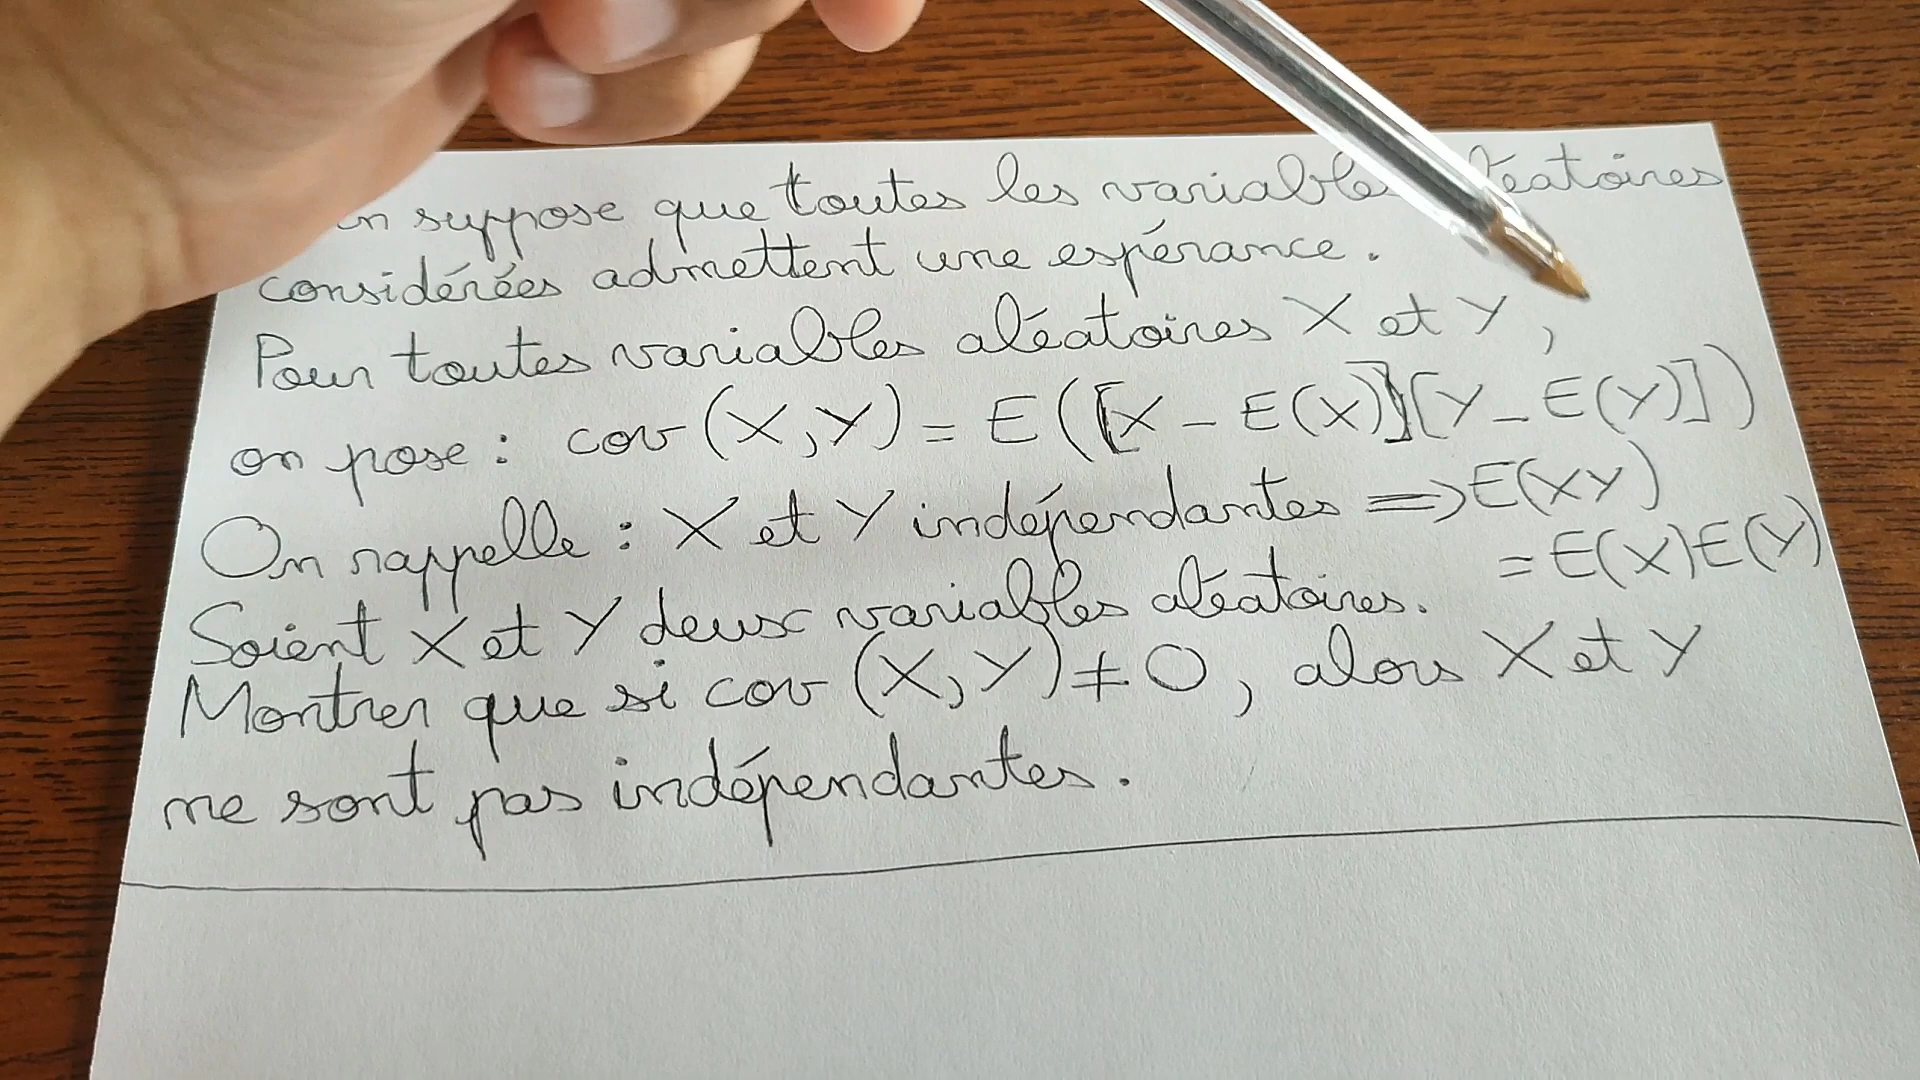 suppose que toutes les variables aléatoires
considérées admettent une espérance.
Pour toutes variables aléatoires X et Y,
on pose : cov(X,Y) = E([X - E(X)][Y - E(Y)])
On rappelle : X et Y indépendantes => E(XY)
= E(X)E(Y)
Soient X et Y deux variables aléatoires.
Montrer que si cov(X,Y) ≠ 0, alors X et Y
ne sont pas indépendantes.